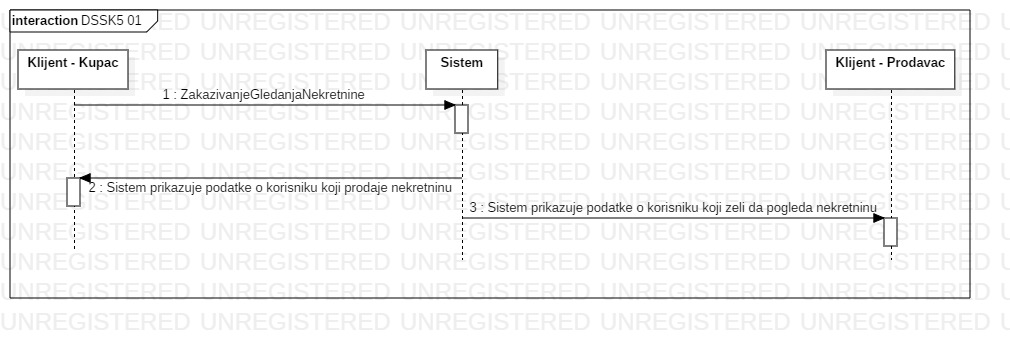 interaction DSSK5 01
Klijent - Kupac
Sistem
Klijent - Prodavac
1 : ZakazivanjeGledanjaNekretnine
2 : Sistem prikazuje podatke o korisniku koji prodaje nekretninu
3 : Sistem prikazuje podatke o korisniku koji zeli da pogleda nekretninu
UNREGISTERED UNREGISTERED UNREGISTERED UNREGISTERED UNREGISTERED